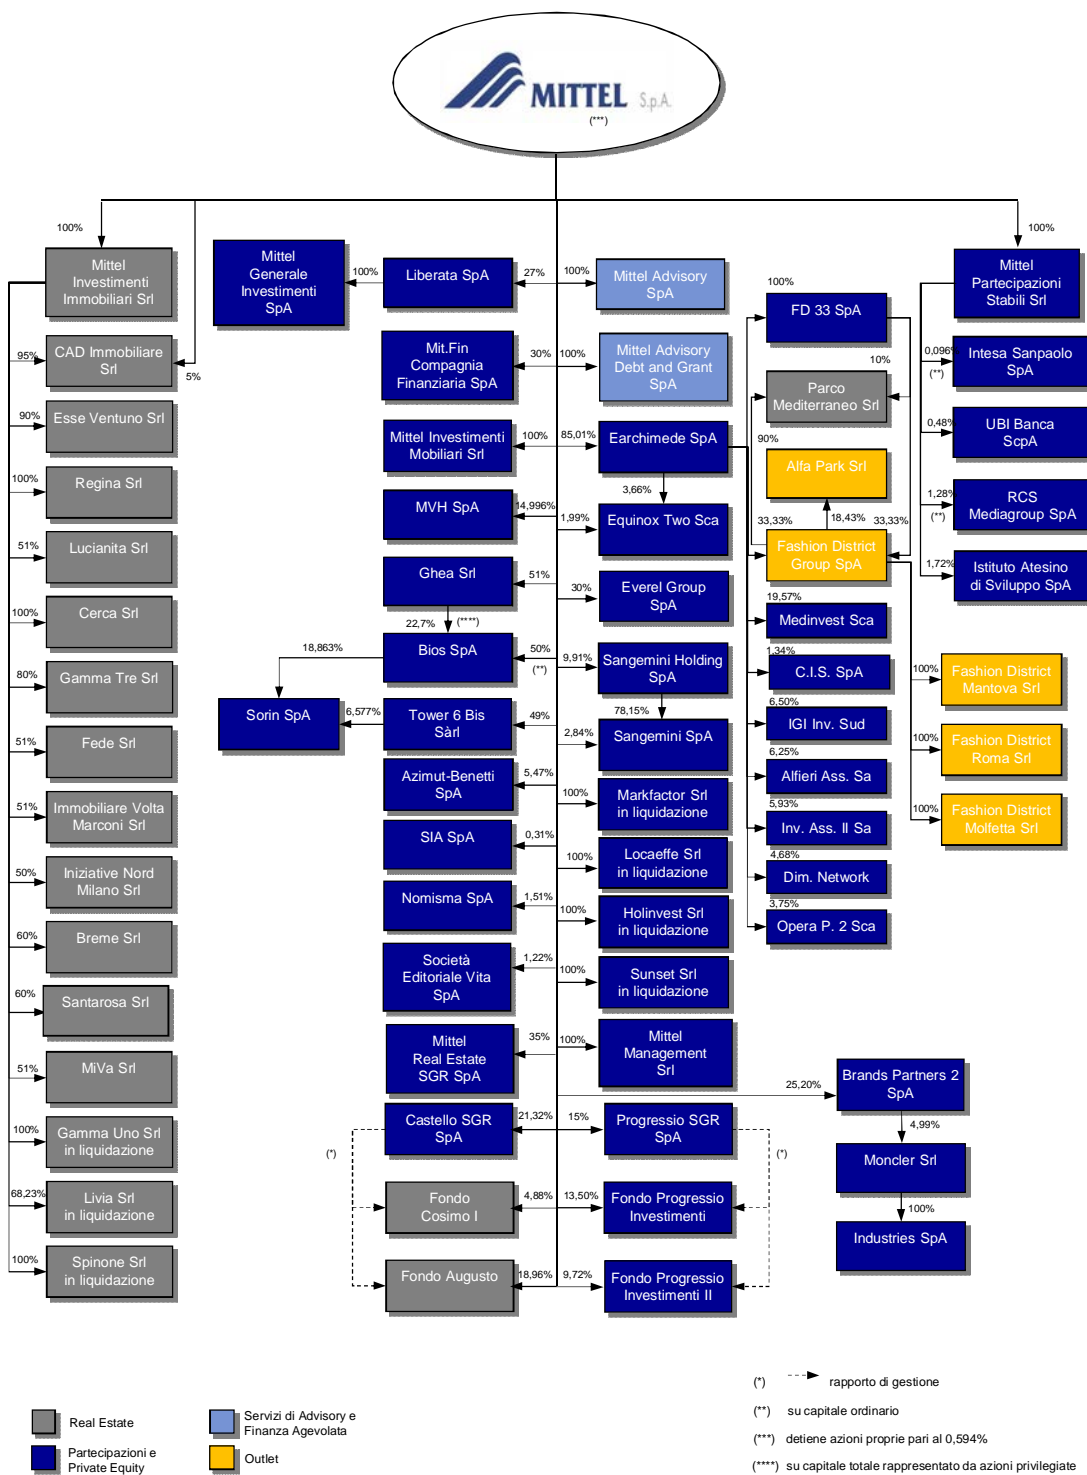 MITTEL S.p.A.
(***)
100%
Mittel
Investimenti
Immobiliari Srl
95%
CAD Immobiliare
Srl
5%
90%
Esse Ventuno Srl
100%
Regina Srl
51%
Lucianita Srl
100%
Cerca Srl
80%
Gamma Tre Srl
51%
Fede Srl
51%
Immobiliare Volta
Marconi Srl
50%
Iniziative Nord
Milano Srl
60%
Breme Srl
60%
Santarosa Srl
51%
MiVa Srl
100%
Gamma Uno Srl
in liquidazione
68,23%
Livia Srl
in liquidazione
100%
Spinone Srl
in liquidazione
Mittel
Generale
Investimenti
SpA
100%
Liberata SpA
27%
Mit.Fin
Compagnia
Finanziaria SpA
30%
Mittel Investimenti
Mobiliari Srl
100%
MVH SpA
14,996%
Ghea Srl
51%
(****)
22,7%
Bios SpA
50%
(**)
18,863%
Sorin SpA
6,577%
Tower 6 Bis
Sàrl
49%
Azimut-Benetti
SpA
5,47%
SIA SpA
0,31%
Nomisma SpA
1,51%
Società
Editoriale Vita
SpA
1,22%
Mittel
Real Estate
SGR SpA
35%
Castello SGR
SpA
21,32%
(*)
Fondo
Cosimo I
4,88%
Fondo Augusto
18,96%
100%
Mittel Advisory
SpA
100%
Mittel Advisory
Debt and Grant
SpA
85,01%
Earchimede SpA
3,66%
1,99%
Equinox Two Sca
30%
Everel Group
SpA
9,91%
Sangemini Holding
SpA
78,15%
2,84%
Sangemini SpA
100%
Markfactor Srl
in liquidazione
100%
Locaeffe Srl
in liquidazione
100%
Holinvest Srl
in liquidazione
100%
Sunset Srl
in liquidazione
100%
Mittel
Management
Srl
15%
Progressio SGR
SpA
(*)
13,50%
Fondo Progressio
Investimenti
9,72%
Fondo Progressio
Investimenti II
100%
FD 33 SpA
10%
Parco
Mediterraneo Srl
90%
Alfa Park Srl
33,33%
18,43%
33,33%
Fashion District
Group SpA
19,57%
Medinvest Sca
1,34%
C.I.S. SpA
6,50%
IGI Inv. Sud
6,25%
Alfieri Ass. Sa
5,93%
Inv. Ass. II Sa
4,68%
Dim. Network
3,75%
Opera P. 2 Sca
100%
Mittel
Partecipazioni
Stabili Srl
0,096%
(**)
Intesa Sanpaolo
SpA
0,48%
UBI Banca
ScpA
1,28%
(**)
RCS
Mediagroup SpA
1,72%
Istituto Atesino
di Sviluppo SpA
100%
Fashion District
Mantova Srl
100%
Fashion District
Roma Srl
100%
Fashion District
Molfetta Srl
25,20%
Brands Partners 2
SpA
4,99%
Moncler Srl
100%
Industries SpA
Real Estate
Partecipazioni e
Private Equity
Servizi di Advisory e
Finanza Agevolata
Outlet
(*) rapporto di gestione
(**) su capitale ordinario
(***) detiene azioni proprie pari al 0,594%
(****) su capitale totale rappresentato da azioni privilegiate